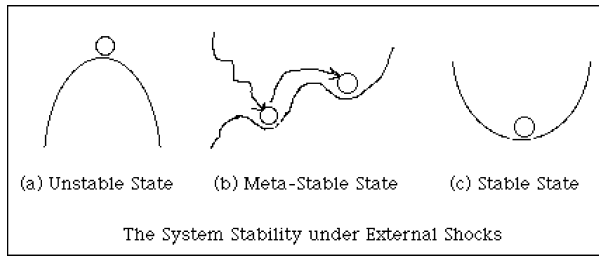 (a) Unstable State (b) Meta-Stable State (c) Stable State
The System Stability under External Shocks